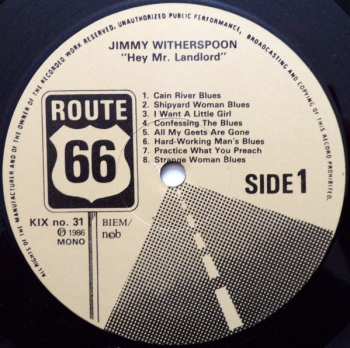 ALL RIGHTS OF THE MANUFACTURER AND OF THE OWNER OF THE RECORDED WORK RESERVED. UNAUTHORIZED PUBLIC PERFORMANCE, BROADCASTING AND COPYING OF THIS RECORD PROHIBITED.
JIMMY WITHERSPOON
"Hey Mr. Landlord"
1. Cain River Blues
2. Shipyard Woman Blues
3. I Want A Little Girl
4. Confessing The Blues
5. All My Geets Are Gone
6. Hard-Working Man's Blues
7. Practice What You Preach
8. Strange Woman Blues
ROUTE
66
SIDE 1
KIX no. 31
℗ 1986
MONO
BIEM/
ncb